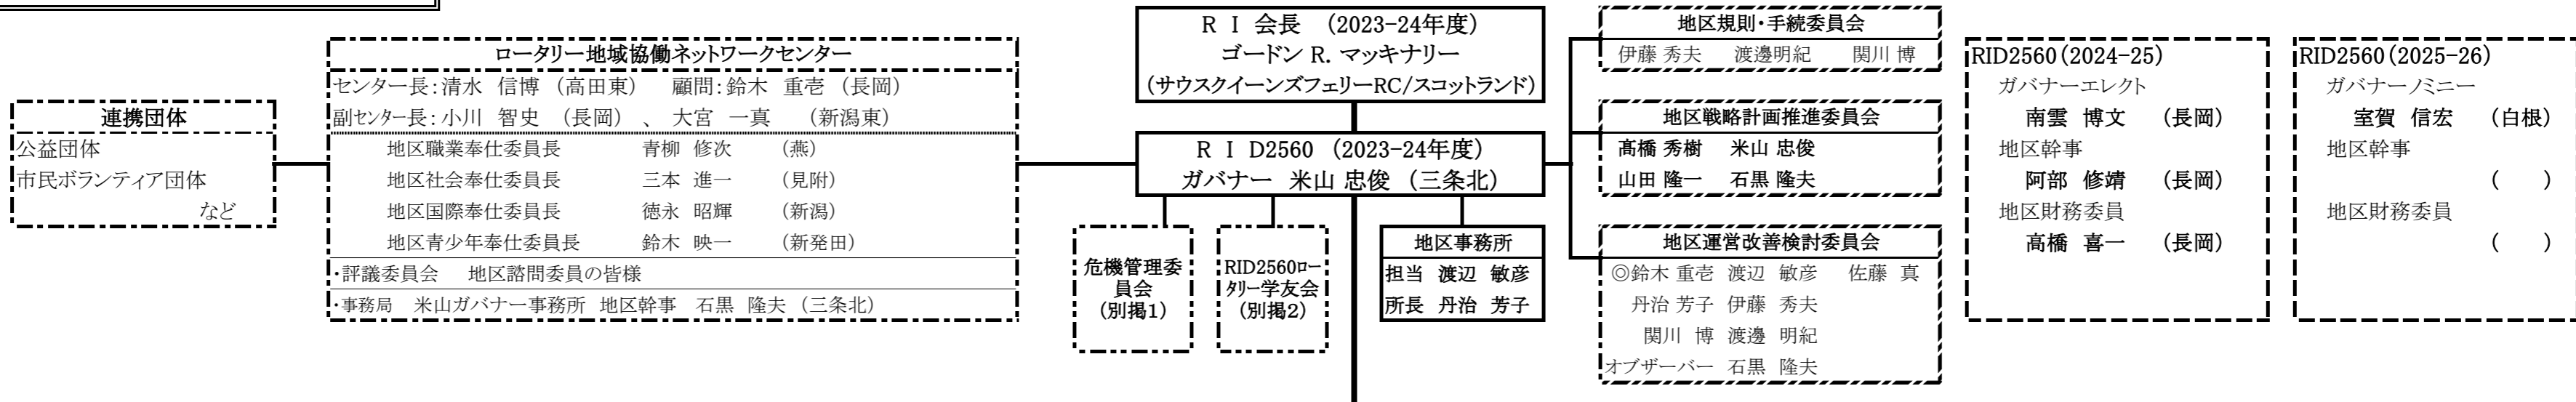 連携団体
公益団体
市民ボランティア団体
など
ロータリー地域協働ネットワークセンター
センター長：清水 信博 （高田東） 顧問：鈴木 重壱 （長岡）
副センター長：小川 智史 （長岡） 、 大宮 一真 （新潟東）
地区職業奉仕委員長 青柳 修次 （燕）
地区社会奉仕委員長 三本 進一 （見附）
地区国際奉仕委員長 徳永 昭輝 （新潟）
地区青少年奉仕委員長 鈴木 映一 （新発田）
・評議委員会 地区諮問委員の皆様
・事務局 米山ガバナー事務所 地区幹事 石黒 隆夫 （三条北）
R I 会長 （2023-24年度）
ゴードン R. マッキナリー
（サウスクイーンズフェリーRC/スコットランド）
R I D2560 （2023-24年度）
ガバナー 米山 忠俊 （三条北）
危機管理委
員会
（別掲1）
RID2560ロー
タリー学友会
（別掲2）
地区事務所
担当 渡辺 敏彦
所長 丹治 芳子
地区規則・手続委員会
伊藤 秀夫 渡邊明紀 関川 博
地区戦略計画推進委員会
髙橋 秀樹 米山 忠俊
山田 隆一 石黒 隆夫
地区運営改善検討委員会
◎鈴木 重壱 渡辺 敏彦 佐藤 真
丹治 芳子 伊藤 秀夫
関川 博 渡邊 明紀
オブザーバー 石黒 隆夫
RID2560（2024-25）
ガバナーエレクト
南雲 博文 （長岡）
地区幹事
阿部 修靖 （長岡）
地区財務委員
高橋 喜一 （長岡）
RID2560（2025-26）
ガバナーノミニー
室賀 信宏 （白根）
地区幹事
（ ）
地区財務委員
（ ）